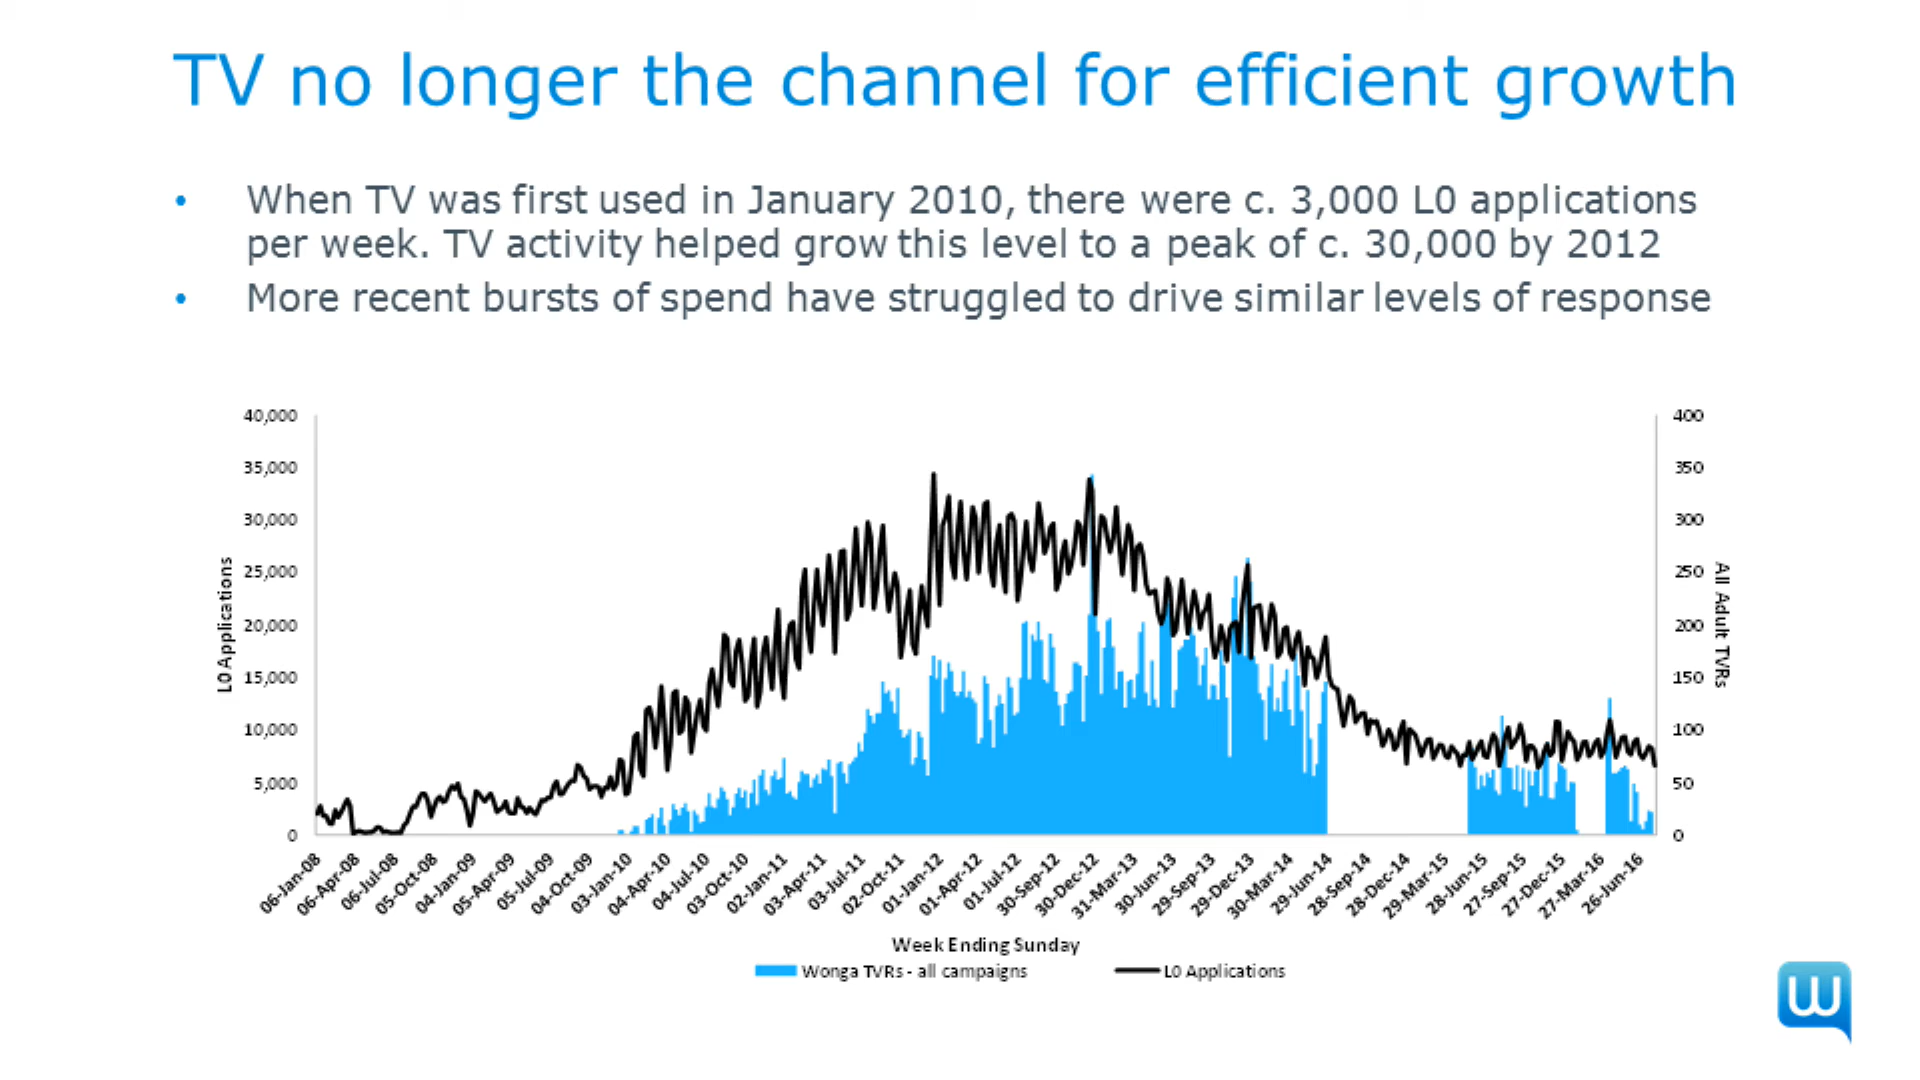 TV no longer the channel for efficient growth
• When TV was first used in January 2010, there were c. 3,000 L0 applications
per week. TV activity helped grow this level to a peak of c. 30,000 by 2012
• More recent bursts of spend have struggled to drive similar levels of response
40,000
35,000
30,000
25,000
20,000
15,000
10,000
5,000
0
L0 Applications
400
350
300
250
200
150
100
50
0
All Adult TVRs
06-Jan-08
06-Apr-08
06-Jul-08
05-Oct-08
04-Jan-09
05-Apr-09
05-Jul-09
04-Oct-09
03-Jan-10
04-Apr-10
04-Jul-10
03-Oct-10
02-Jan-11
03-Apr-11
03-Jul-11
02-Oct-11
01-Jan-12
01-Apr-12
01-Jul-12
30-Sep-12
30-Dec-12
31-Mar-13
30-Jun-13
29-Sep-13
29-Dec-13
30-Mar-14
29-Jun-14
28-Sep-14
28-Dec-14
29-Mar-15
28-Jun-15
27-Sep-15
27-Dec-15
27-Mar-16
26-Jun-16
Week Ending Sunday
Wonga TVRs - all campaigns
L0 Applications
w